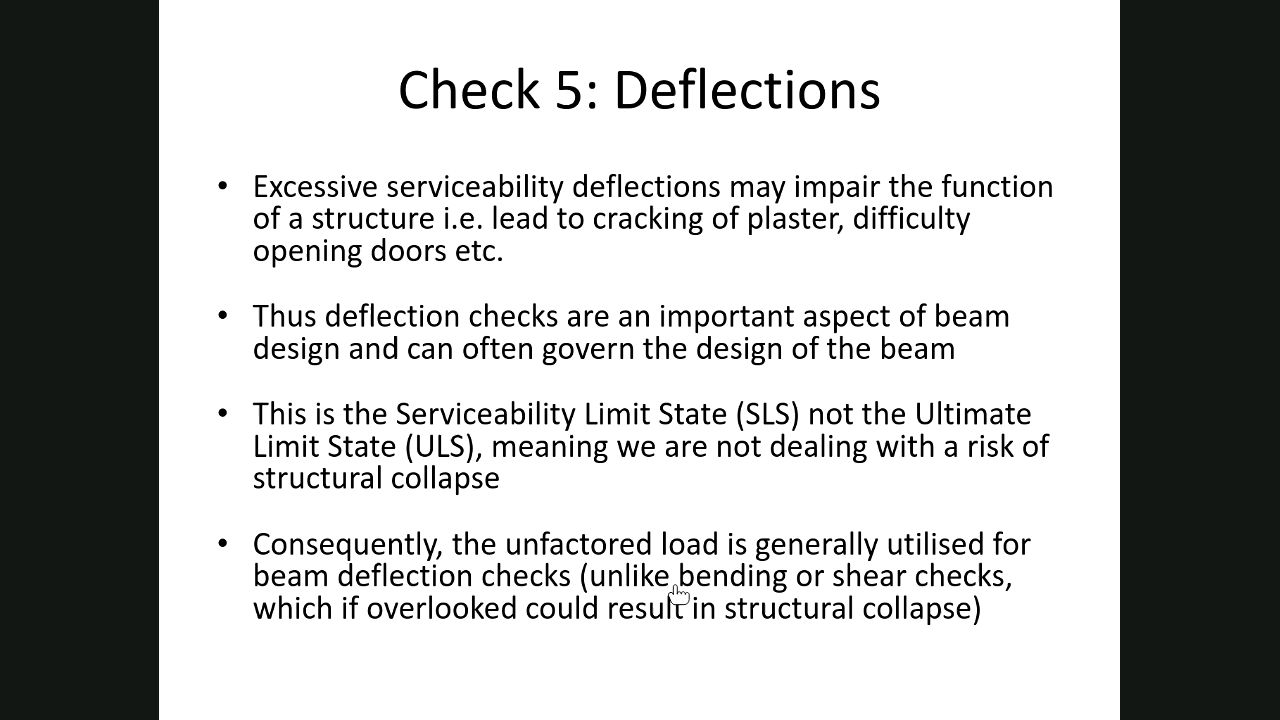 Check 5: Deflections
• Excessive serviceability deflections may impair the function
of a structure i.e. lead to cracking of plaster, difficulty
opening doors etc.
• Thus deflection checks are an important aspect of beam
design and can often govern the design of the beam
• This is the Serviceability Limit State (SLS) not the Ultimate
Limit State (ULS), meaning we are not dealing with a risk of
structural collapse
• Consequently, the unfactored load is generally utilised for
beam deflection checks (unlike bending or shear checks,
which if overlooked could result in structural collapse)